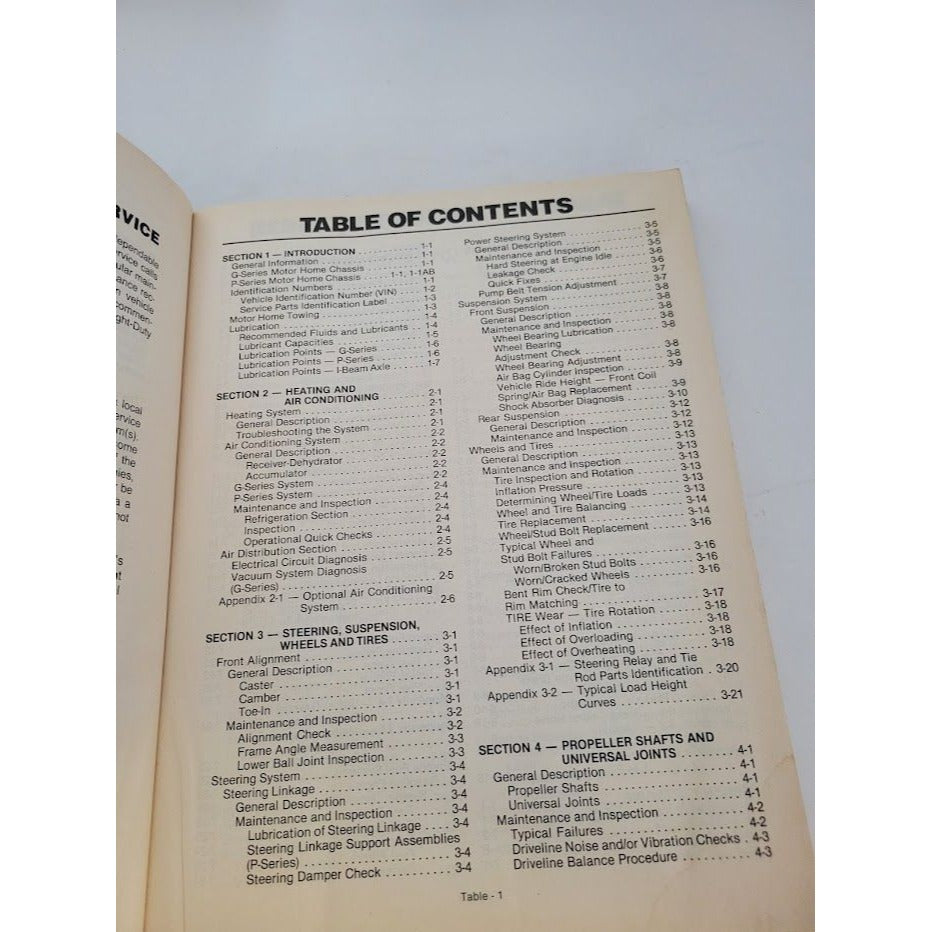 RVICE
dependable
ervice calls
ular main-
ance rec-
vehicle
commen-
ght-Duty
local
ervice
m(s).
ome
the
ies,
be
a a
not
's
at
l
TABLE OF CONTENTS
SECTION 1 — INTRODUCTION .......... 1-1
General Information .......... 1-1
G-Series Motor Home Chassis .......... 1-1
P-Series Motor Home Chassis .......... 1-1, 1-1AB
Identification Numbers .......... 1-2
Vehicle Identification Number (VIN) .......... 1-3
Service Parts Identification Label .......... 1-3
Motor Home Towing .......... 1-4
Lubrication .......... 1-4
Recommended Fluids and Lubricants .......... 1-4
Lubricant Capacities .......... 1-5
Lubrication Points — G-Series .......... 1-6
Lubrication Points — P-Series .......... 1-6
Lubrication Points — I-Beam Axle .......... 1-7
SECTION 2 — HEATING AND
AIR CONDITIONING .......... 2-1
Heating System .......... 2-1
General Description .......... 2-1
Troubleshooting the System .......... 2-1
Air Conditioning System .......... 2-2
General Description .......... 2-2
Receiver-Dehydrator .......... 2-2
Accumulator .......... 2-2
G-Series System .......... 2-2
P-Series System .......... 2-4
Maintenance and Inspection .......... 2-4
Refrigeration Section .......... 2-4
Inspection .......... 2-4
Operational Quick Checks .......... 2-4
Air Distribution Section .......... 2-5
Electrical Circuit Diagnosis .......... 2-5
Vacuum System Diagnosis
(G-Series) .......... 2-5
Appendix 2-1 — Optional Air Conditioning
System .......... 2-6
SECTION 3 — STEERING, SUSPENSION,
WHEELS AND TIRES .......... 3-1
Front Alignment .......... 3-1
General Description .......... 3-1
Caster .......... 3-1
Camber .......... 3-1
Toe-In .......... 3-1
Maintenance and Inspection .......... 3-2
Alignment Check .......... 3-2
Frame Angle Measurement .......... 3-3
Lower Ball Joint Inspection .......... 3-3
Steering System .......... 3-4
Steering Linkage .......... 3-4
General Description .......... 3-4
Maintenance and Inspection .......... 3-4
Lubrication of Steering Linkage .... 3-4
Steering Linkage Support Assemblies
(P-Series) .......... 3-4
Steering Damper Check .......... 3-4
Power Steering System .......... 3-5
General Description .......... 3-5
Maintenance and Inspection .......... 3-5
Hard Steering at Engine Idle .......... 3-6
Leakage Check .......... 3-6
Quick Fixes .......... 3-7
Pump Belt Tension Adjustment .......... 3-7
Suspension System .......... 3-8
Front Suspension .......... 3-8
General Description .......... 3-8
Maintenance and Inspection .......... 3-8
Wheel Bearing Lubrication .......... 3-8
Wheel Bearing
Adjustment Check .......... 3-8
Wheel Bearing Adjustment .......... 3-8
Air Bag Cylinder Inspection .......... 3-9
Vehicle Ride Height — Front Coil
Spring/Air Bag Replacement .......... 3-9
Shock Absorber Diagnosis .......... 3-10
Rear Suspension .......... 3-12
General Description .......... 3-12
Maintenance and Inspection .......... 3-12
Wheels and Tires .......... 3-13
General Description .......... 3-13
Maintenance and Inspection .......... 3-13
Tire Inspection and Rotation .......... 3-13
Inflation Pressure .......... 3-13
Determining Wheel/Tire Loads .......... 3-13
Wheel and Tire Balancing .......... 3-14
Tire Replacement .......... 3-14
Wheel/Stud Bolt Replacement .......... 3-16
Typical Wheel and
Stud Bolt Failures .......... 3-16
Worn/Broken Stud Bolts .......... 3-16
Worn/Cracked Wheels .......... 3-16
Bent Rim Check/Tire to
Rim Matching .......... 3-17
TIRE Wear — Tire Rotation .......... 3-18
Effect of Inflation .......... 3-18
Effect of Overloading .......... 3-18
Effect of Overheating .......... 3-18
Appendix 3-1 — Steering Relay and Tie
Rod Parts Identification . 3-20
Appendix 3-2 — Typical Load Height
Curves .......... 3-21
SECTION 4 — PROPELLER SHAFTS AND
UNIVERSAL JOINTS .......... 4-1
General Description .......... 4-1
Propeller Shafts .......... 4-1
Universal Joints .......... 4-1
Maintenance and Inspection .......... 4-2
Typical Failures .......... 4-2
Driveline Noise and/or Vibration Checks . 4-3
Driveline Balance Procedure .......... 4-3
Table - 1